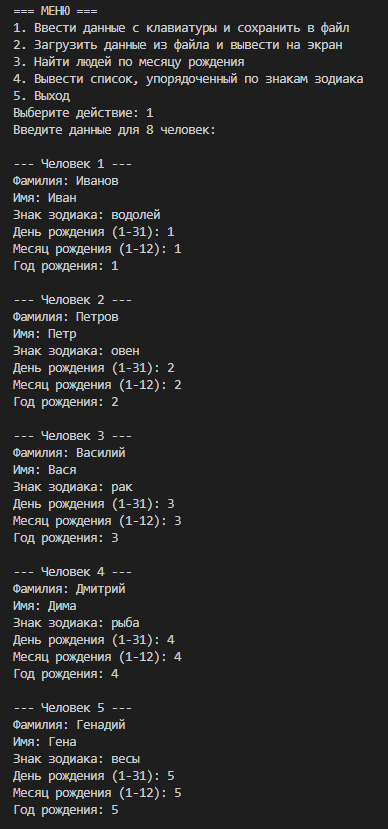 === МЕНЮ ===
1. Ввести данные с клавиатуры и сохранить в файл
2. Загрузить данные из файла и вывести на экран
3. Найти людей по месяцу рождения
4. Вывести список, упорядоченный по знакам зодиака
5. Выход
Выберите действие: 1
Введите данные для 8 человек:
--- Человек 1 ---
Фамилия: Иванов
Имя: Иван
Знак зодиака: водолей
День рождения (1-31): 1
Месяц рождения (1-12): 1
Год рождения: 1
--- Человек 2 ---
Фамилия: Петров
Имя: Петр
Знак зодиака: овен
День рождения (1-31): 2
Месяц рождения (1-12): 2
Год рождения: 2
--- Человек 3 ---
Фамилия: Василий
Имя: Вася
Знак зодиака: рак
День рождения (1-31): 3
Месяц рождения (1-12): 3
Год рождения: 3
--- Человек 4 ---
Фамилия: Дмитрий
Имя: Дима
Знак зодиака: рыба
День рождения (1-31): 4
Месяц рождения (1-12): 4
Год рождения: 4
--- Человек 5 ---
Фамилия: Генадий
Имя: Гена
Знак зодиака: весы
День рождения (1-31): 5
Месяц рождения (1-12): 5
Год рождения: 5